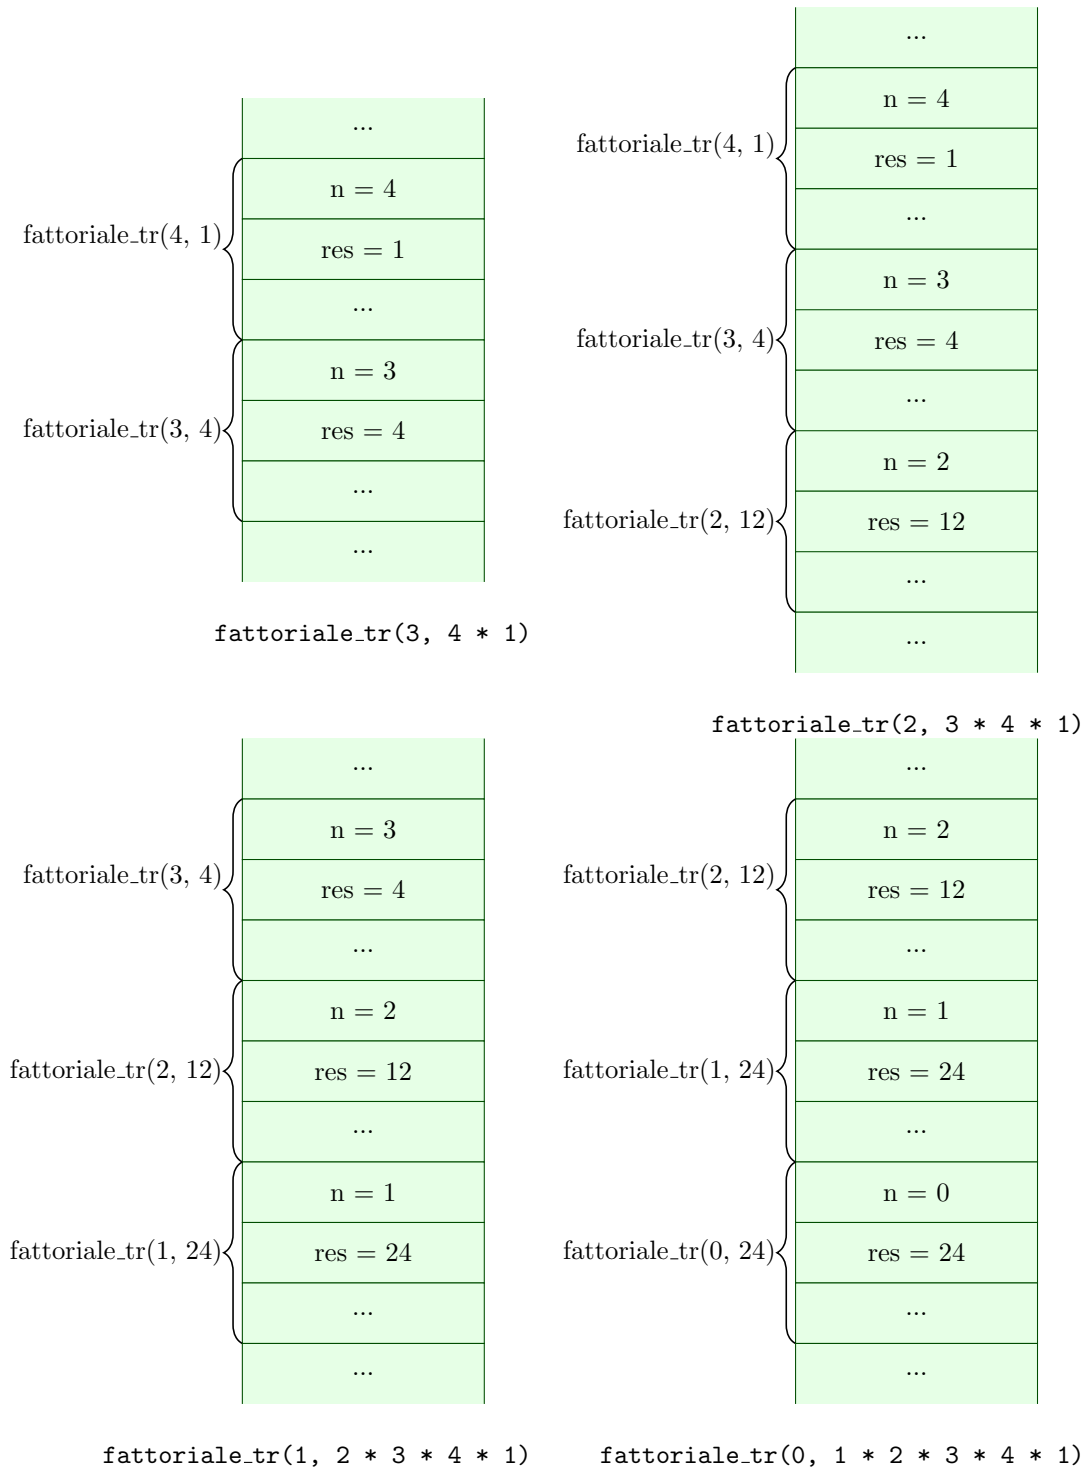 ...
n = 4
fattoriale_tr(4, 1)
res = 1
...
n = 3
fattoriale_tr(3, 4)
res = 4
...
...
fattoriale_tr(3, 4 * 1)
...
n = 4
fattoriale_tr(4, 1)
res = 1
...
n = 3
fattoriale_tr(3, 4)
res = 4
...
n = 2
fattoriale_tr(2, 12)
res = 12
...
...
fattoriale_tr(2, 3 * 4 * 1)
...
n = 3
fattoriale_tr(3, 4)
res = 4
...
n = 2
fattoriale_tr(2, 12)
res = 12
...
n = 1
fattoriale_tr(1, 24)
res = 24
...
...
fattoriale_tr(1, 2 * 3 * 4 * 1)
...
n = 2
fattoriale_tr(2, 12)
res = 12
...
n = 1
fattoriale_tr(1, 24)
res = 24
...
n = 0
fattoriale_tr(0, 24)
res = 24
...
...
fattoriale_tr(0, 1 * 2 * 3 * 4 * 1)